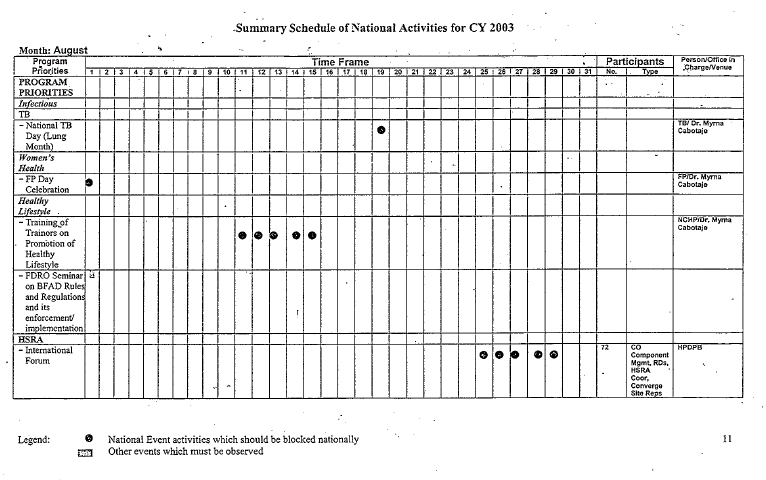 Summary Schedule of National Activities for CY 2003
Month: August
Program Priorities Time Frame Participants Person/Office in Charge/Venue
1 2 3 4 5 6 7 8 9 10 11 12 13 14 15 16 17 18 19 20 21 22 23 24 25 26 27 28 29 30 31 No. Type
PROGRAM
PRIORITIES
Infectious
TB
– National TB
Day (Lung
Month)
TB/ Dr. Myrna
Cabotaje
Women's
Health
– FP Day
Celebration
FP/Dr. Myrna
Cabotaje
Healthy
Lifestyle
– Training of
Trainors on
Promotion of
Healthy
Lifestyle
NCHP/Dr. Myrna
Cabotaje
– FDRO Seminar
on BFAD Rules
and Regulations
and its
enforcement/
implementation
HSRA
– International
Forum
72
CO
Component
Mgmt, RDs,
HSRA
Coor,
Converge
Site Reps
HPDPB
Legend: National Event activities which should be blocked nationally
Other events which must be observed
11